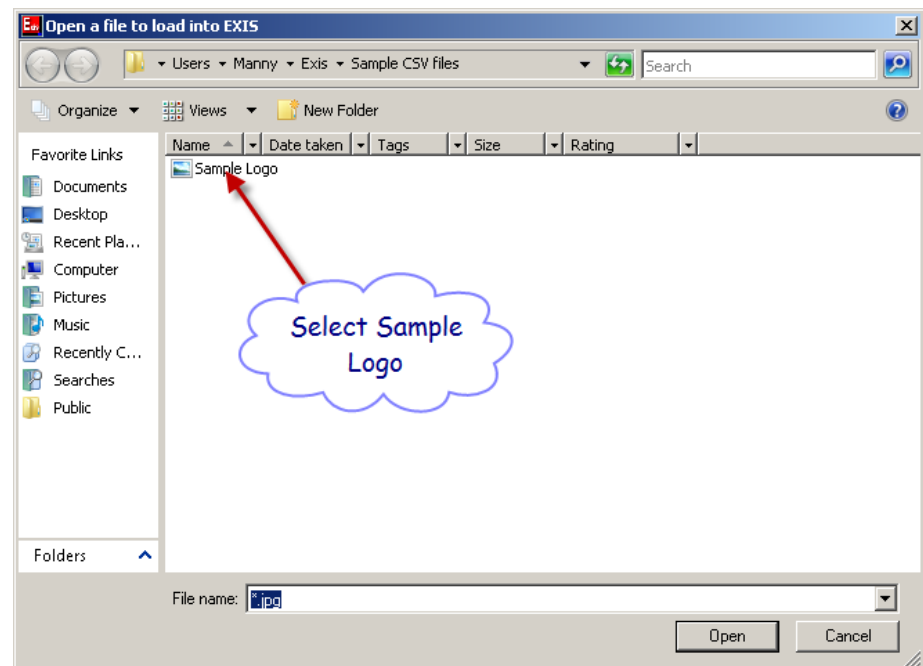 Open a file to load into EXIS
Users Manny Exis Sample CSV files Search
Organize Views New Folder
Favorite Links
Documents
Desktop
Recent Pla...
Computer
Pictures
Music
Recently C...
Searches
Public
Folders
Name Date taken Tags Size Rating
Sample Logo
Select Sample
Logo
File name: *.jpg
Open Cancel